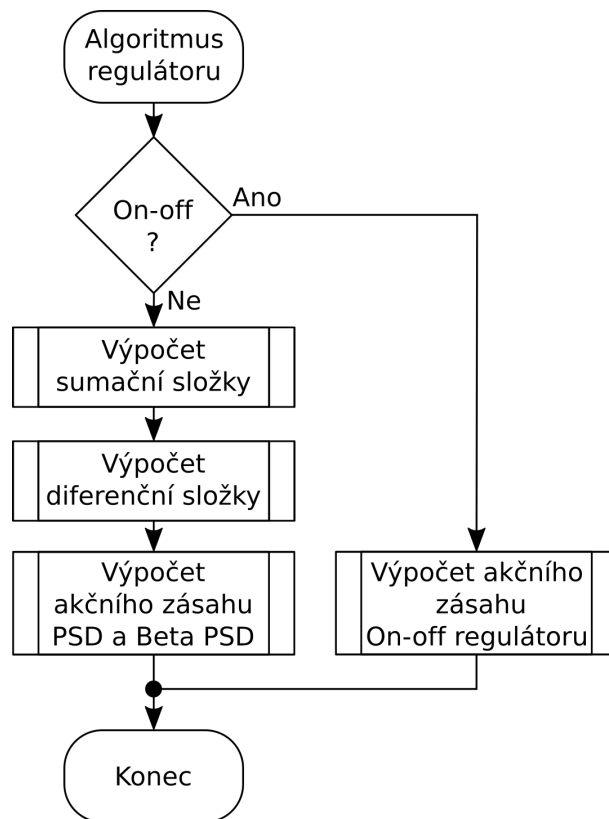 Algoritmus
regulátoru
On-off
?
Ano
Ne
Výpočet
sumační složky
Výpočet
diferenční složky
Výpočet
akčního zásahu
PSD a Beta PSD
Výpočet akčního
zásahu
On-off regulátoru
Konec